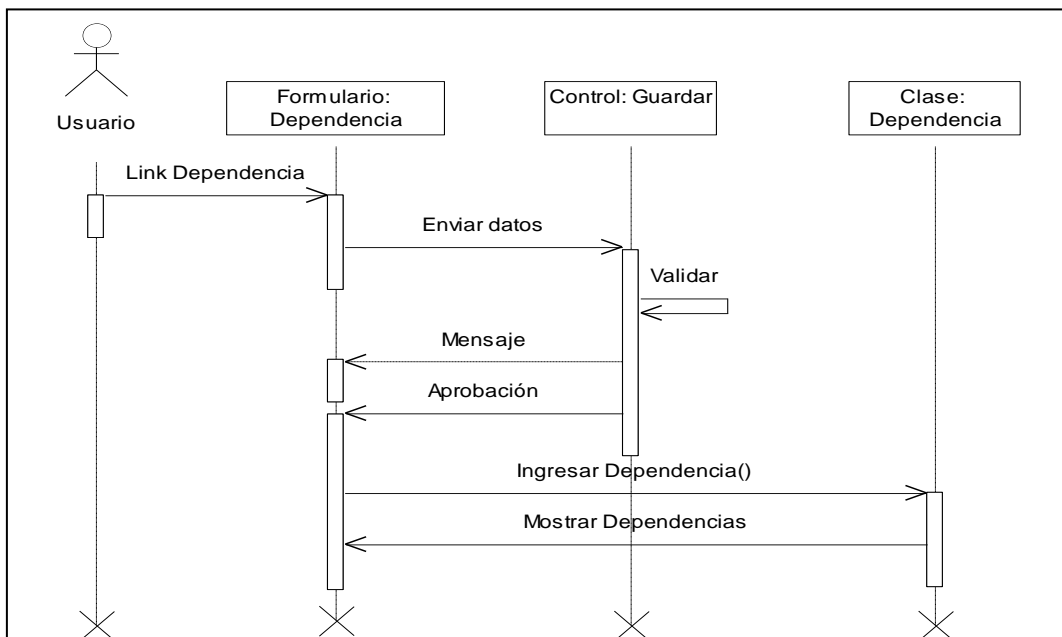 Usuario
Formulario:
Dependencia
Control: Guardar
Clase:
Dependencia
Link Dependencia
Enviar datos
Validar
Mensaje
Aprobación
Ingresar Dependencia()
Mostrar Dependencias